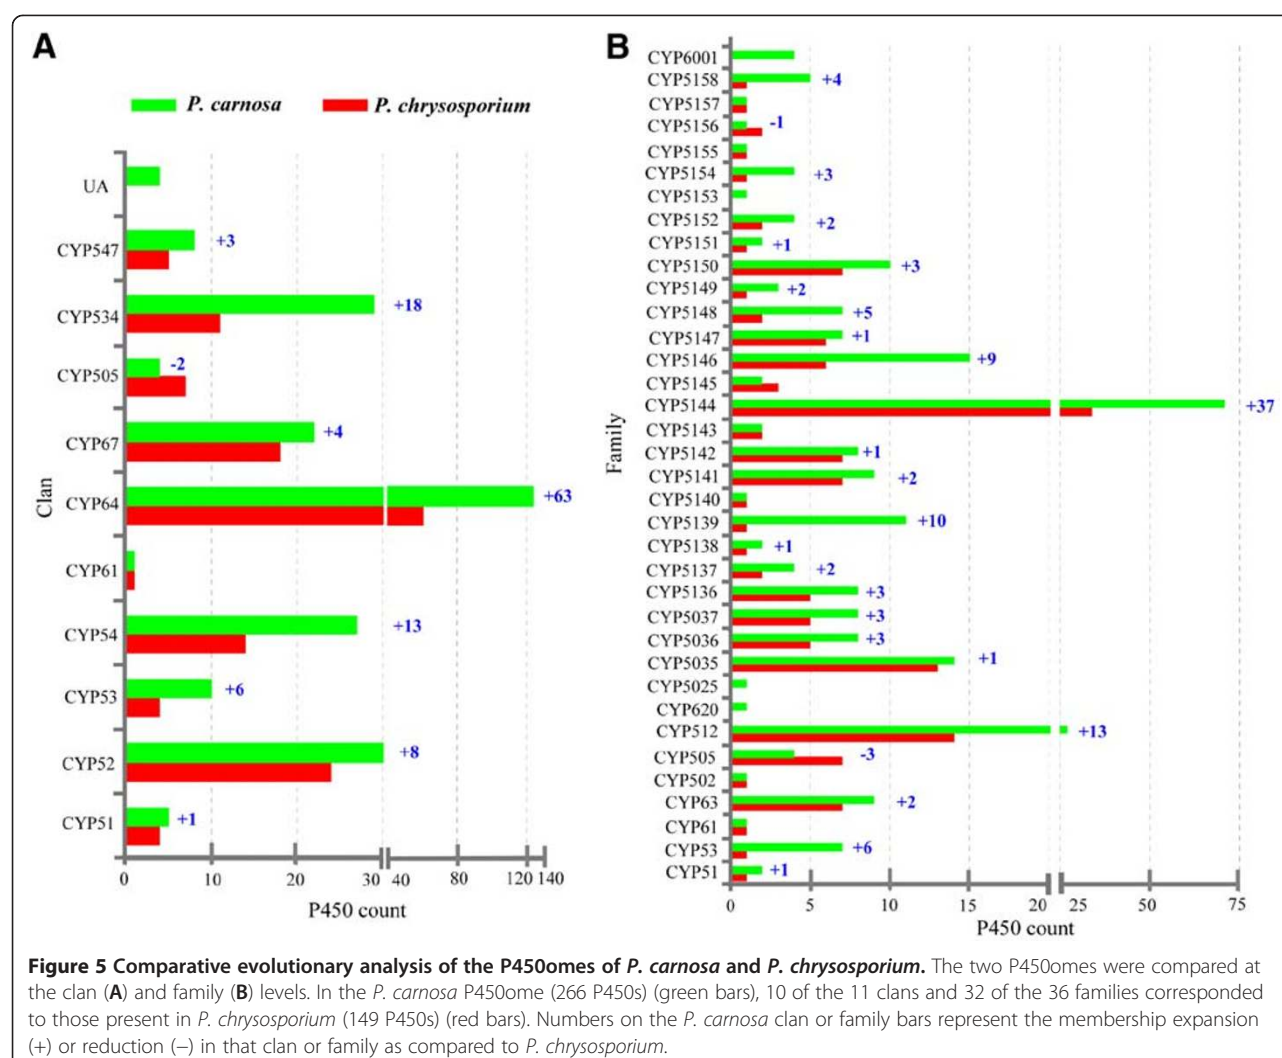 A
P. carnosa
P. chrysosporium
UA
CYP547
+3
CYP534
+18
CYP505
-2
CYP67
+4
CYP64
+63
CYP61
CYP54
+13
CYP53
+6
CYP52
+8
CYP51
+1
Clan
0 10 20 30 40 80 120 140
P450 count
B
CYP6001
CYP5158
+4
CYP5157
CYP5156
-1
CYP5155
CYP5154
+3
CYP5153
CYP5152
+2
CYP5151
+1
CYP5150
+3
CYP5149
+2
CYP5148
+5
CYP5147
+1
CYP5146
+9
CYP5145
CYP5144
+37
CYP5143
CYP5142
+1
CYP5141
+2
CYP5140
CYP5139
+10
CYP5138
+1
CYP5137
+2
CYP5136
+3
CYP5037
+3
CYP5036
+3
CYP5035
+1
CYP5025
CYP620
CYP512
+13
CYP505
-3
CYP502
CYP63
+2
CYP61
CYP53
+6
CYP51
+1
Family
0 5 10 15 20 25 50 75
P450 count
Figure 5 Comparative evolutionary analysis of the P450omes of P. carnosa and P. chrysosporium. The two P450omes were compared at
the clan (A) and family (B) levels. In the P. carnosa P450ome (266 P450s) (green bars), 10 of the 11 clans and 32 of the 36 families corresponded
to those present in P. chrysosporium (149 P450s) (red bars). Numbers on the P. carnosa clan or family bars represent the membership expansion
(+) or reduction (−) in that clan or family as compared to P. chrysosporium.